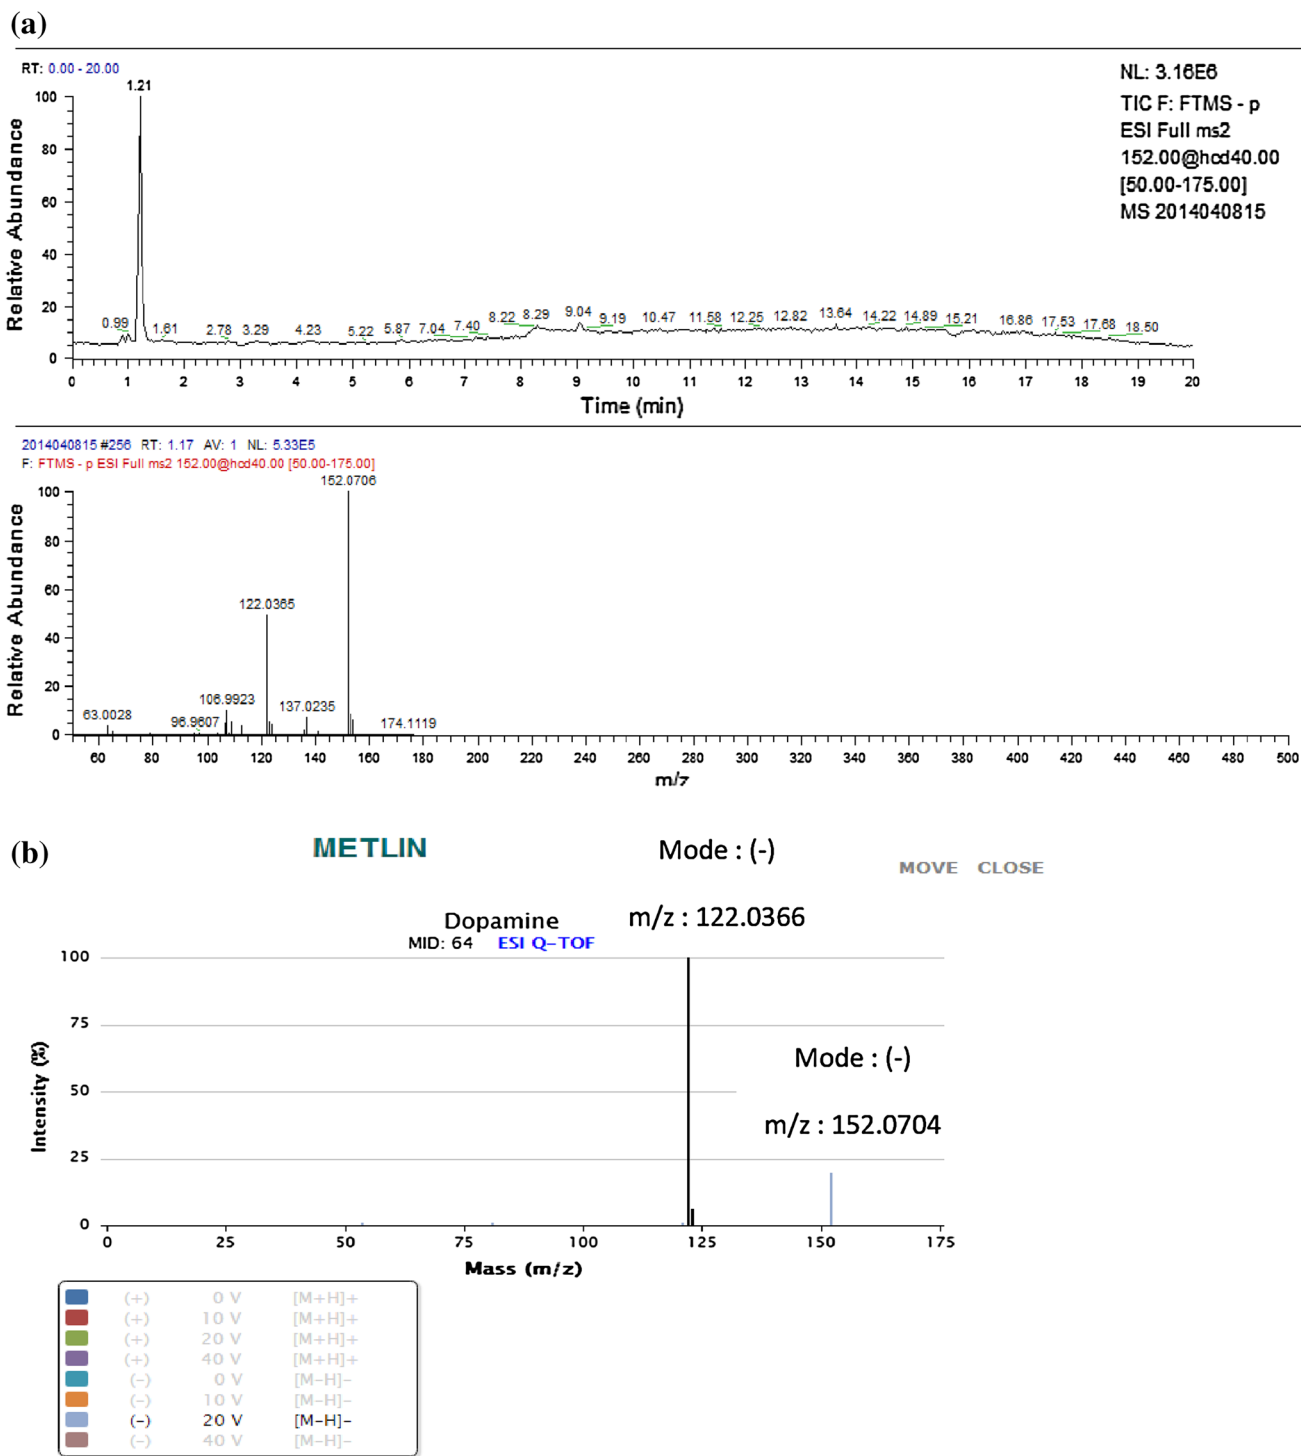 (a)
RT: 0.00 - 20.00
NL: 3.16E6
TIC F: FTMS - p
ESI Full ms2
152.00@hcd40.00
[50.00-175.00]
MS 2014040815
Relative Abundance
100
80
60
40
20
0
1.21
0.99
1.61
2.78
3.29
4.23
5.22
5.87
7.04
7.40
8.22
8.29
9.04
9.19
10.47
11.58
12.25
12.82
13.64
14.22
14.89
15.21
16.86
17.53
17.68
18.50
0 1 2 3 4 5 6 7 8 9 10 11 12 13 14 15 16 17 18 19 20
Time (min)
2014040815 #256 RT: 1.17 AV: 1 NL: 5.33E5
F: FTMS - p ESI Full ms2 152.00@hcd40.00 [50.00-175.00]
Relative Abundance
100
80
60
40
20
0
152.0706
122.0365
106.9923
137.0235
63.0028
96.9607
174.1119
60 80 100 120 140 160 180 200 220 240 260 280 300 320 340 360 380 400 420 440 460 480 500
m/z
(b)
METLIN
Mode : (-)
MOVE CLOSE
Dopamine
m/z : 122.0366
MID: 64 ESI Q-TOF
Intensity (%)
100
75
50
25
0
Mode : (-)
m/z : 152.0704
0 25 50 75 100 125 150 175
Mass (m/z)
(+) 0 V [M+H]+
(+) 10 V [M+H]+
(+) 20 V [M+H]+
(+) 40 V [M+H]+
(-) 0 V [M-H]-
(-) 10 V [M-H]-
(-) 20 V [M-H]-
(-) 40 V [M-H]-